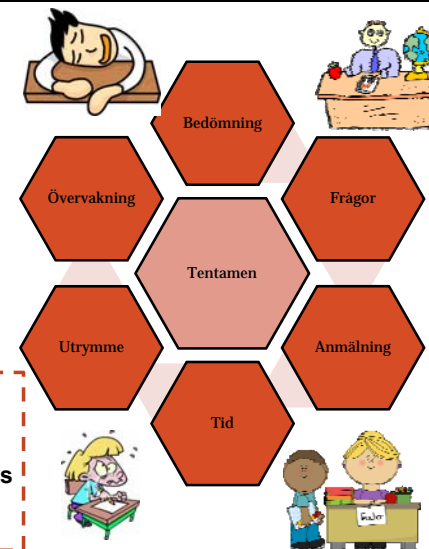 Bedömning
Övervakning
Frågor
Tentamen
Utrymme
Anmälning
Tid
s